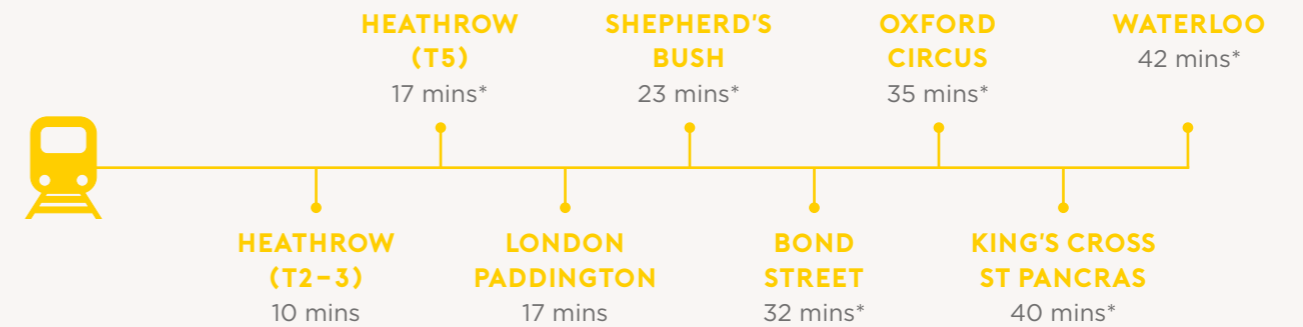 HEATHROW
(T5)
17 mins*
SHEPHERD'S
BUSH
23 mins*
OXFORD
CIRCUS
35 mins*
WATERLOO
42 mins*
HEATHROW
(T2–3)
10 mins
LONDON
PADDINGTON
17 mins
BOND
STREET
32 mins*
KING'S CROSS
ST PANCRAS
40 mins*